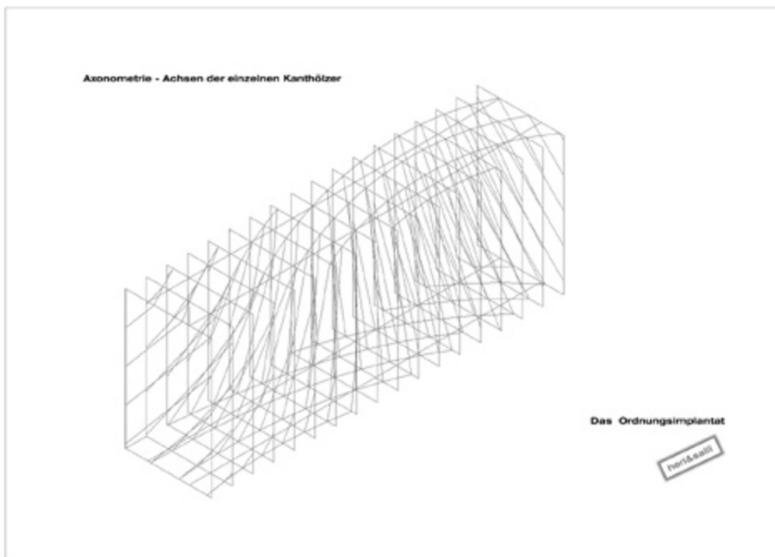 Axonometrie - Achsen der einzelnen Kanthölzer
Das Ordnungsimplantat
heri&salli